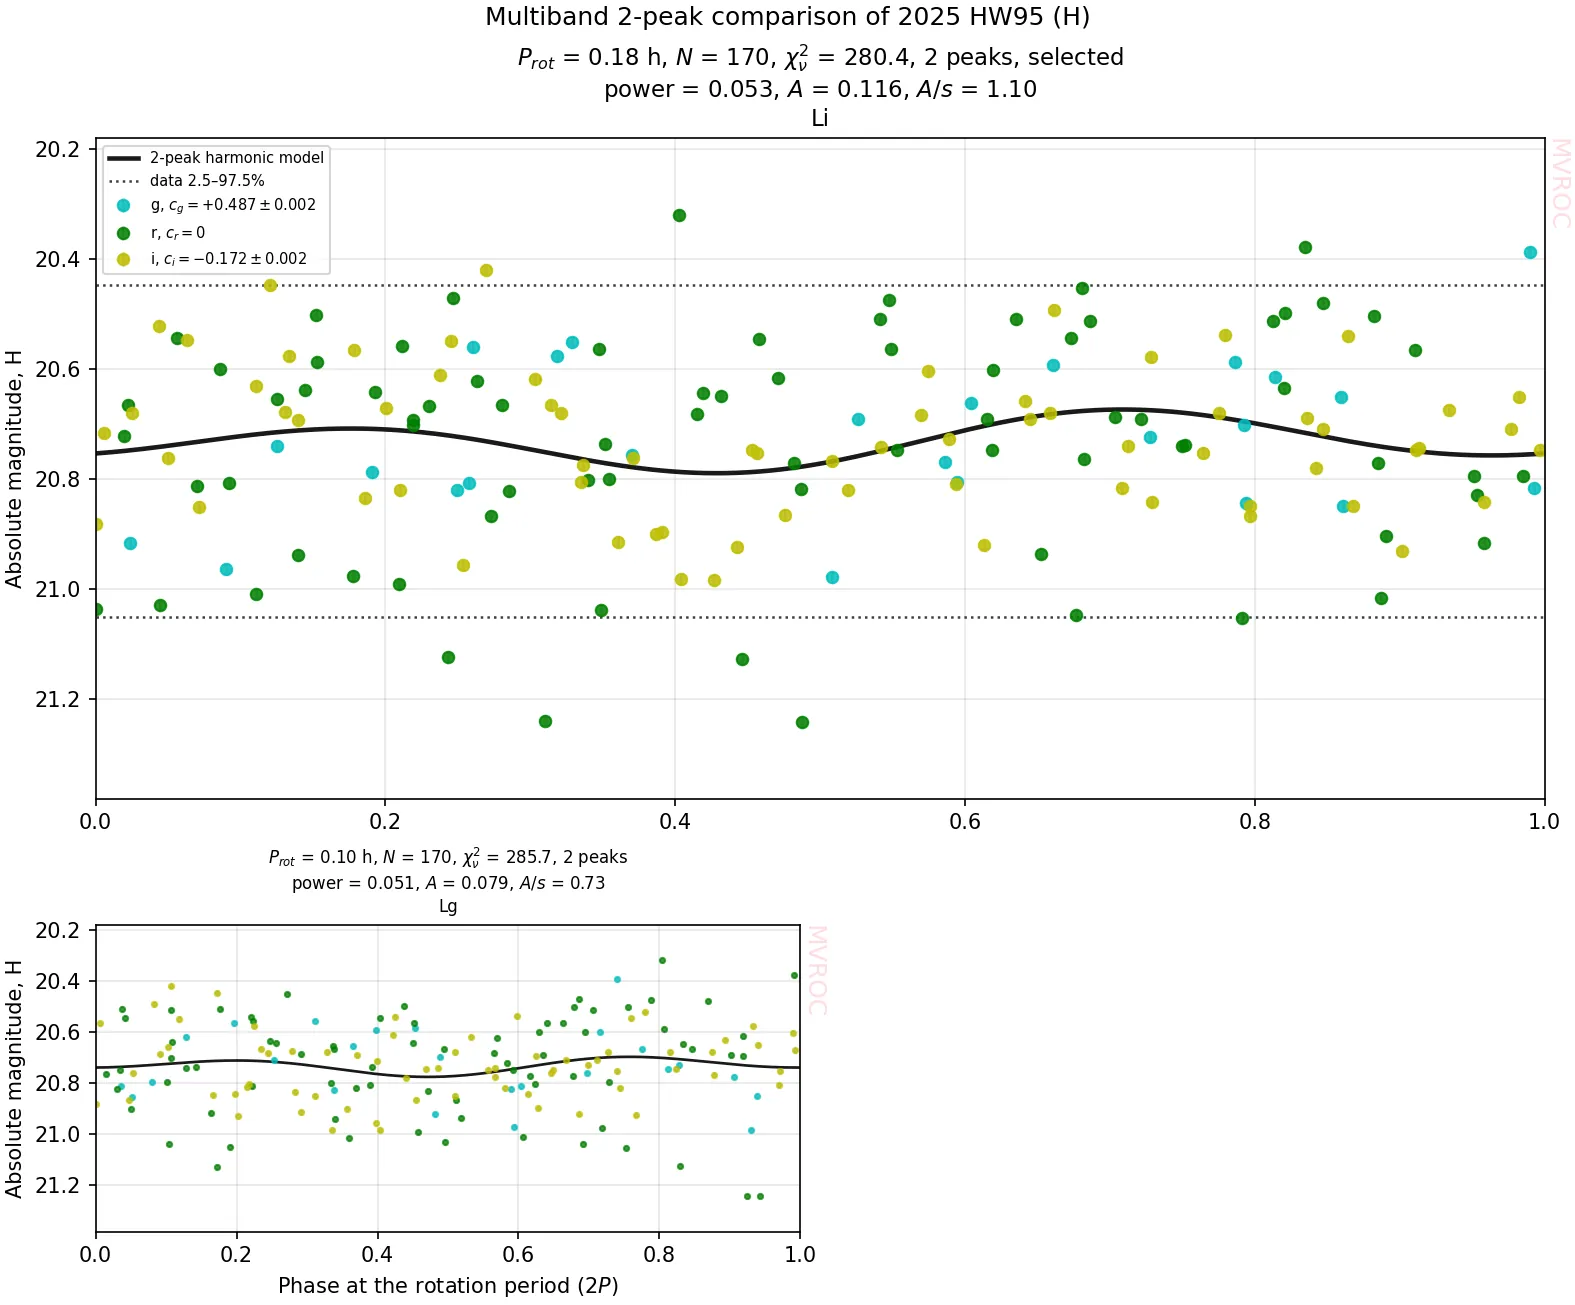 Multiband 2-peak comparison of 2025 HW95 (H)
P_rot = 0.18 h, N = 170, χ²_ν = 280.4, 2 peaks, selected
power = 0.053, A = 0.116, A/s = 1.10
Li
2-peak harmonic model
data 2.5–97.5%
g, c_g = +0.487 ± 0.002
r, c_r = 0
i, c_i = −0.172 ± 0.002
MVROC
Absolute magnitude, H
20.2
20.4
20.6
20.8
21.0
21.2
0.0 0.2 0.4 0.6 0.8 1.0
P_rot = 0.10 h, N = 170, χ²_ν = 285.7, 2 peaks
power = 0.051, A = 0.079, A/s = 0.73
Lg
MVROC
Absolute magnitude, H
20.2
20.4
20.6
20.8
21.0
21.2
0.0 0.2 0.4 0.6 0.8 1.0
Phase at the rotation period (2P)